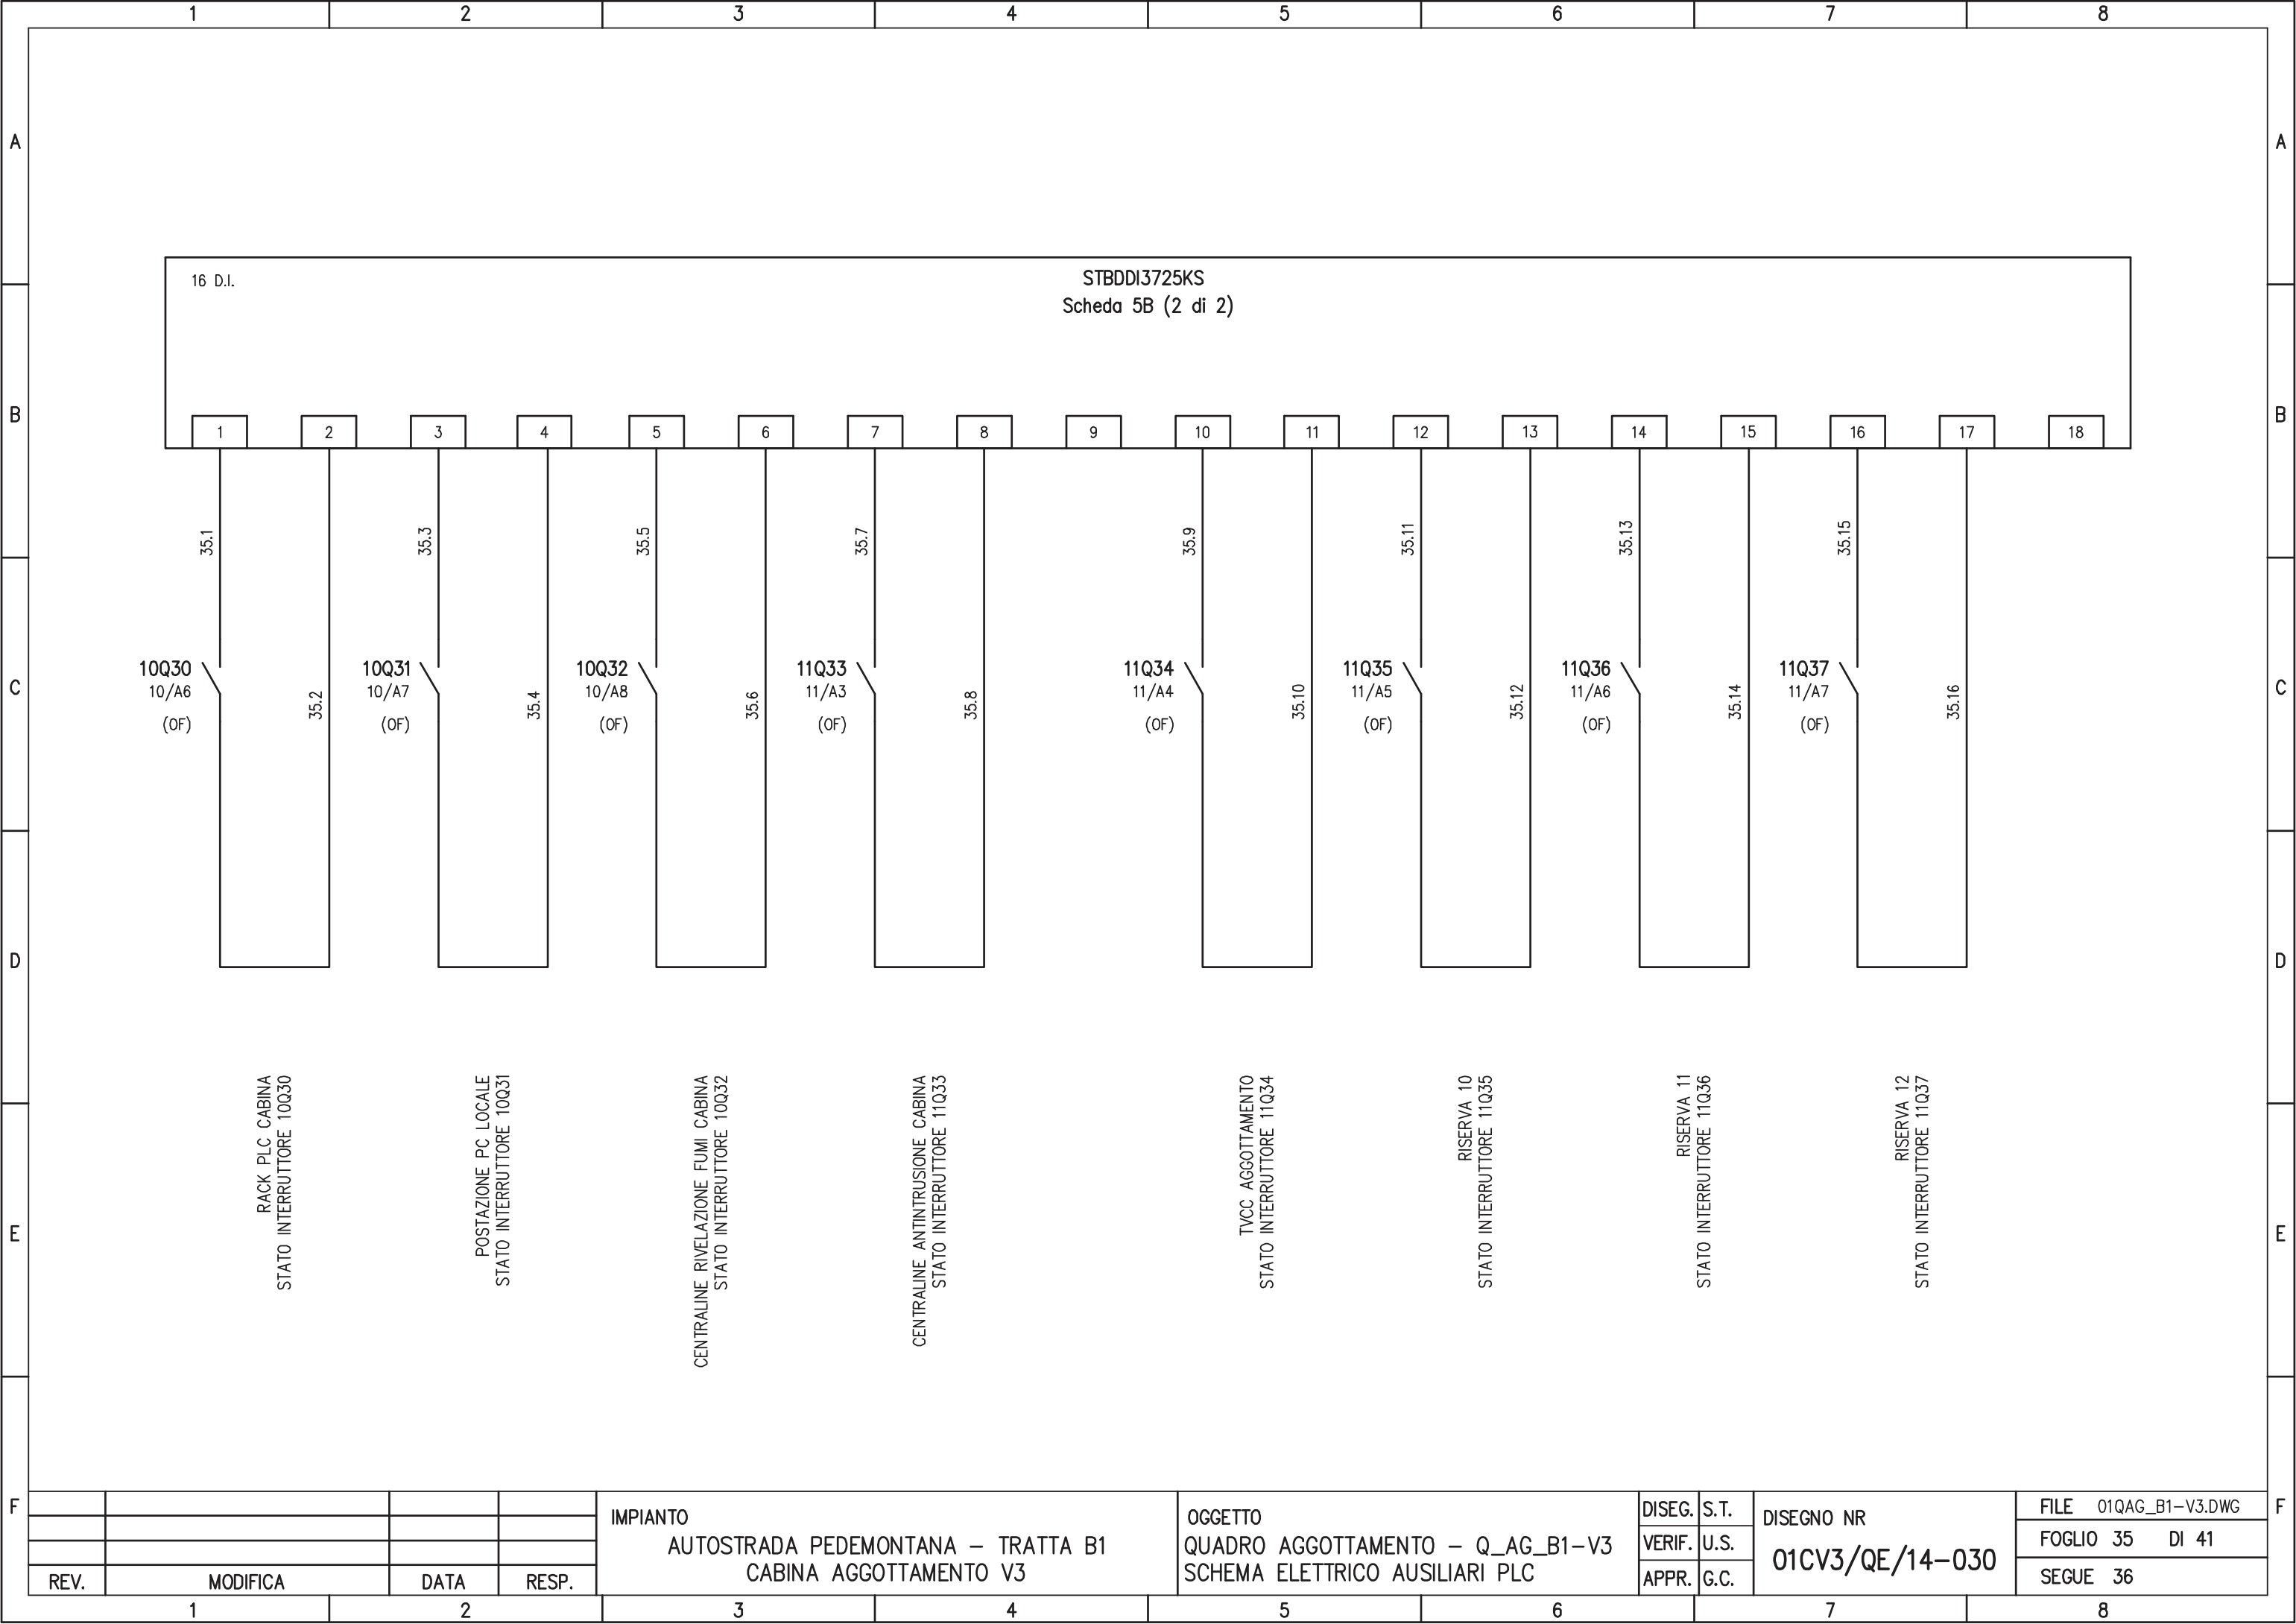 1 2 3 4 5 6 7 8
A A
16 D.I.
STBDDI3725KS
Scheda 5B (2 di 2)
B B
1 2 3 4 5 6 7 8 9 10 11 12 13 14 15 16 17 18
35.1 35.3 35.5 35.7 35.9 35.11 35.13 35.15
10Q30 10Q31 10Q32 11Q33 11Q34 11Q35 11Q36 11Q37
C C
10/A6 10/A7 10/A8 11/A3 11/A4 11/A5 11/A6 11/A7
35.2 35.4 35.6 35.8 35.10 35.12 35.14 35.16
(OF) (OF) (OF) (OF) (OF) (OF) (OF) (OF)
D D
RACK PLC CABINA
STATO INTERRUTTORE 10Q30
POSTAZIONE PC LOCALE
STATO INTERRUTTORE 10Q31
CENTRALINE RIVELAZIONE FUMI CABINA
STATO INTERRUTTORE 10Q32
CENTRALINE ANTINTRUSIONE CABINA
STATO INTERRUTTORE 11Q33
TVCC AGGOTTAMENTO
STATO INTERRUTTORE 11Q34
RISERVA 10
STATO INTERRUTTORE 11Q35
RISERVA 11
STATO INTERRUTTORE 11Q36
RISERVA 12
STATO INTERRUTTORE 11Q37
E E
F F
REV. MODIFICA DATA RESP.
IMPIANTO
AUTOSTRADA PEDEMONTANA – TRATTA B1
CABINA AGGOTTAMENTO V3
OGGETTO
QUADRO AGGOTTAMENTO – Q_AG_B1–V3
SCHEMA ELETTRICO AUSILIARI PLC
DISEG. S.T.
VERIF. U.S.
APPR. G.C.
DISEGNO NR
01CV3/QE/14–030
FILE 01QAG_B1–V3.DWG
FOGLIO 35 DI 41
SEGUE 36
1 2 3 4 5 6 7 8